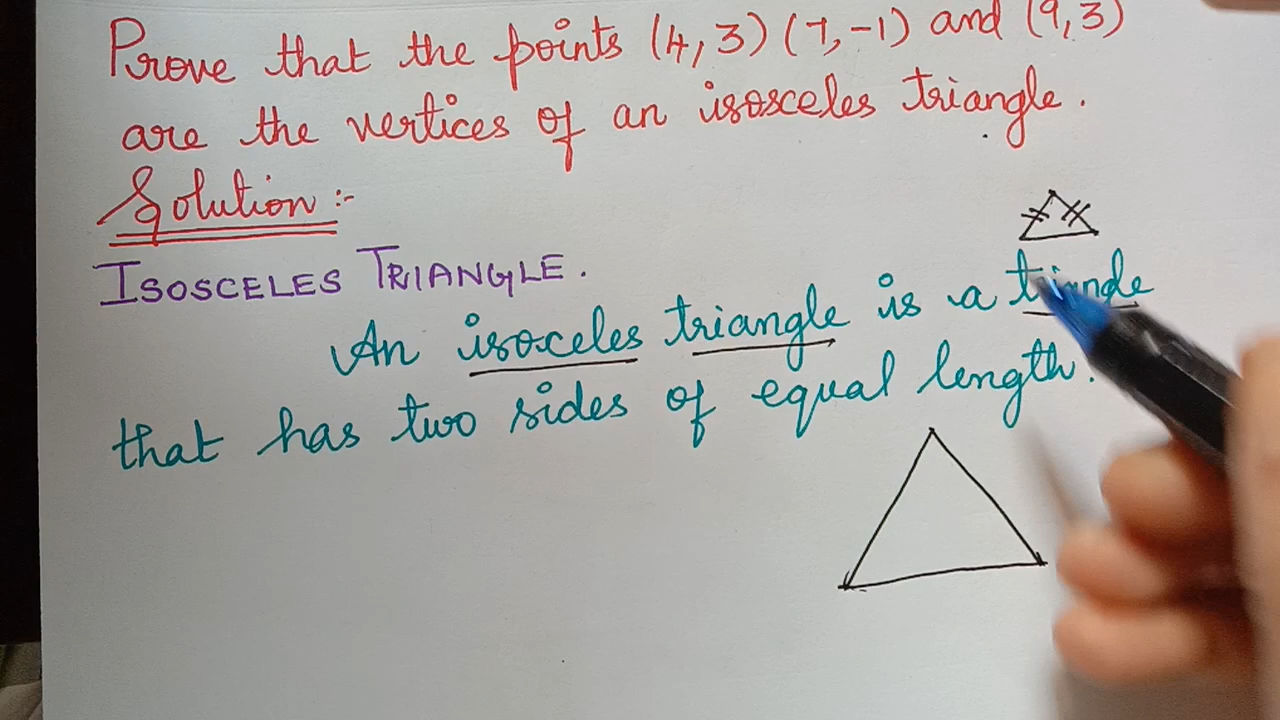 Prove that the points (4,3) (7,-1) and (9,3)
are the vertices of an isosceles triangle.
Solution :-
ISOSCELES TRIANGLE.
An isoceles triangle is a triangle
that has two sides of equal length.